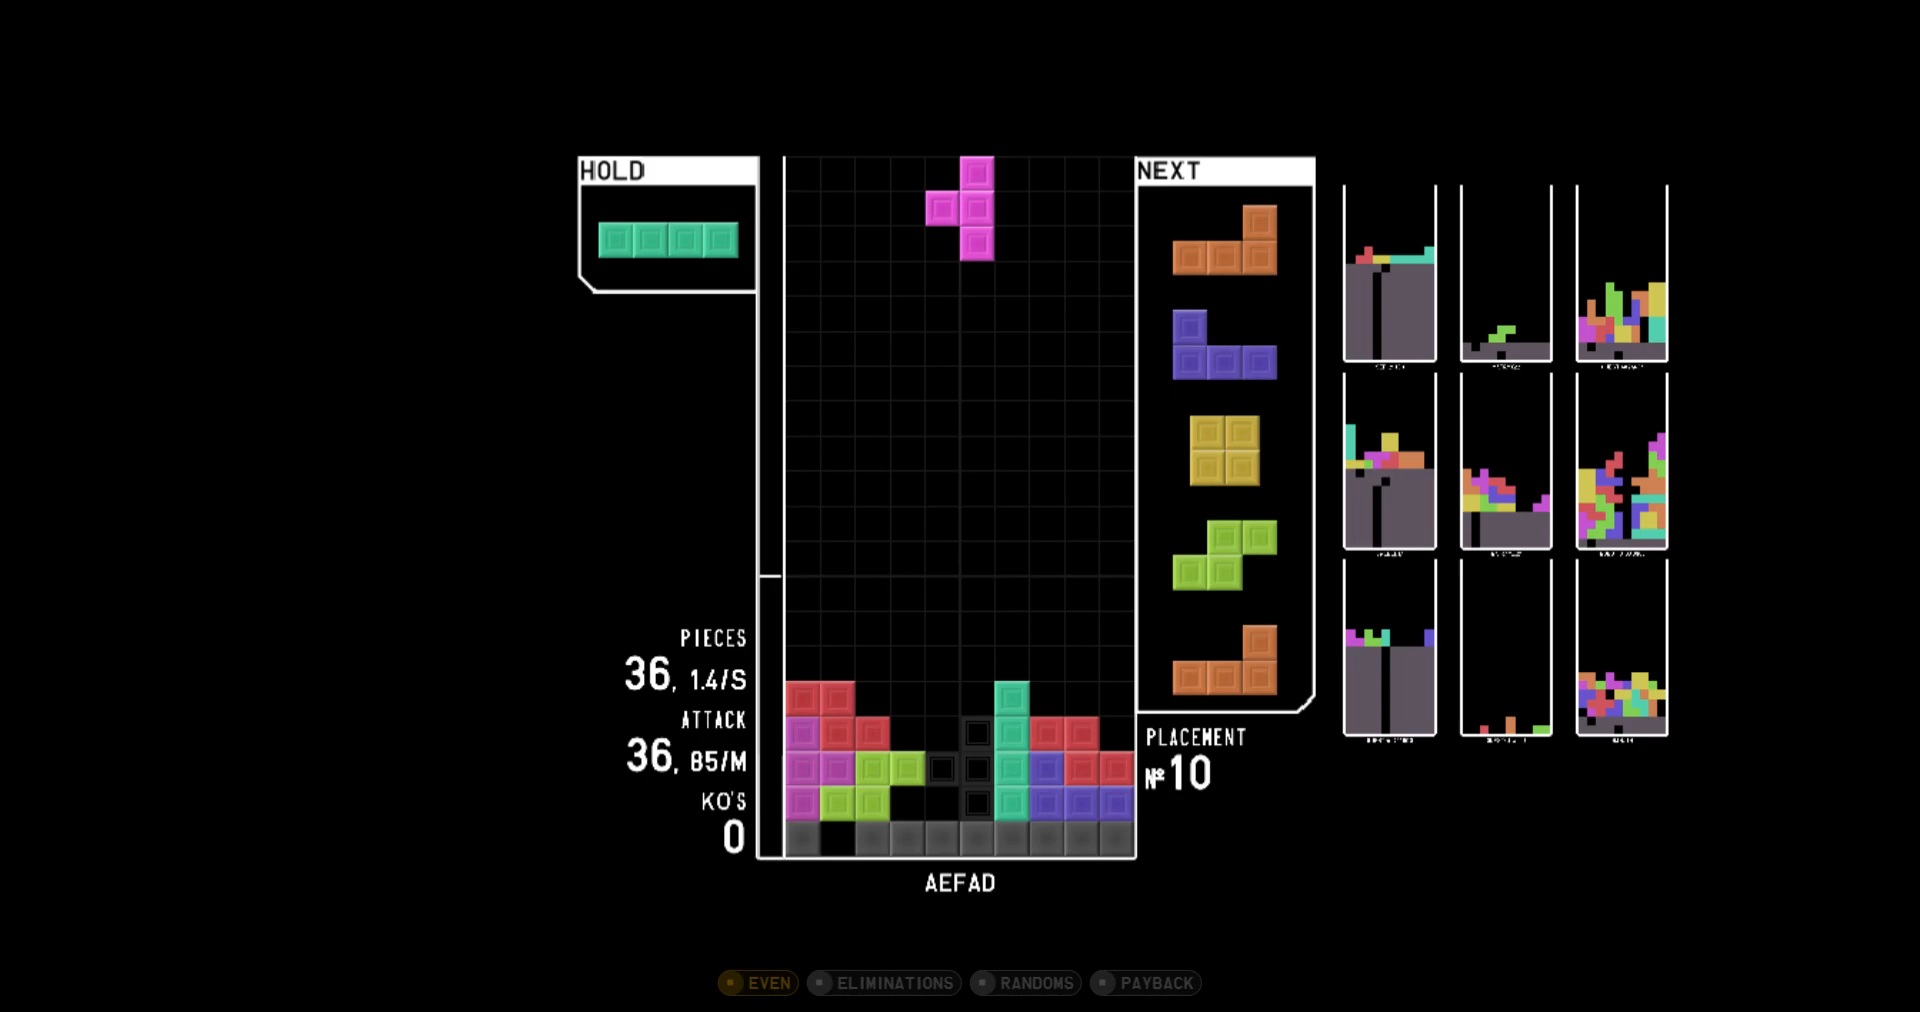 HOLD
NEXT
PIECES
36, 1.4/S
ATTACK
36, 85/M
KO'S
0
PLACEMENT
№10
AEFAD
EVEN
ELIMINATIONS
RANDOMS
PAYBACK